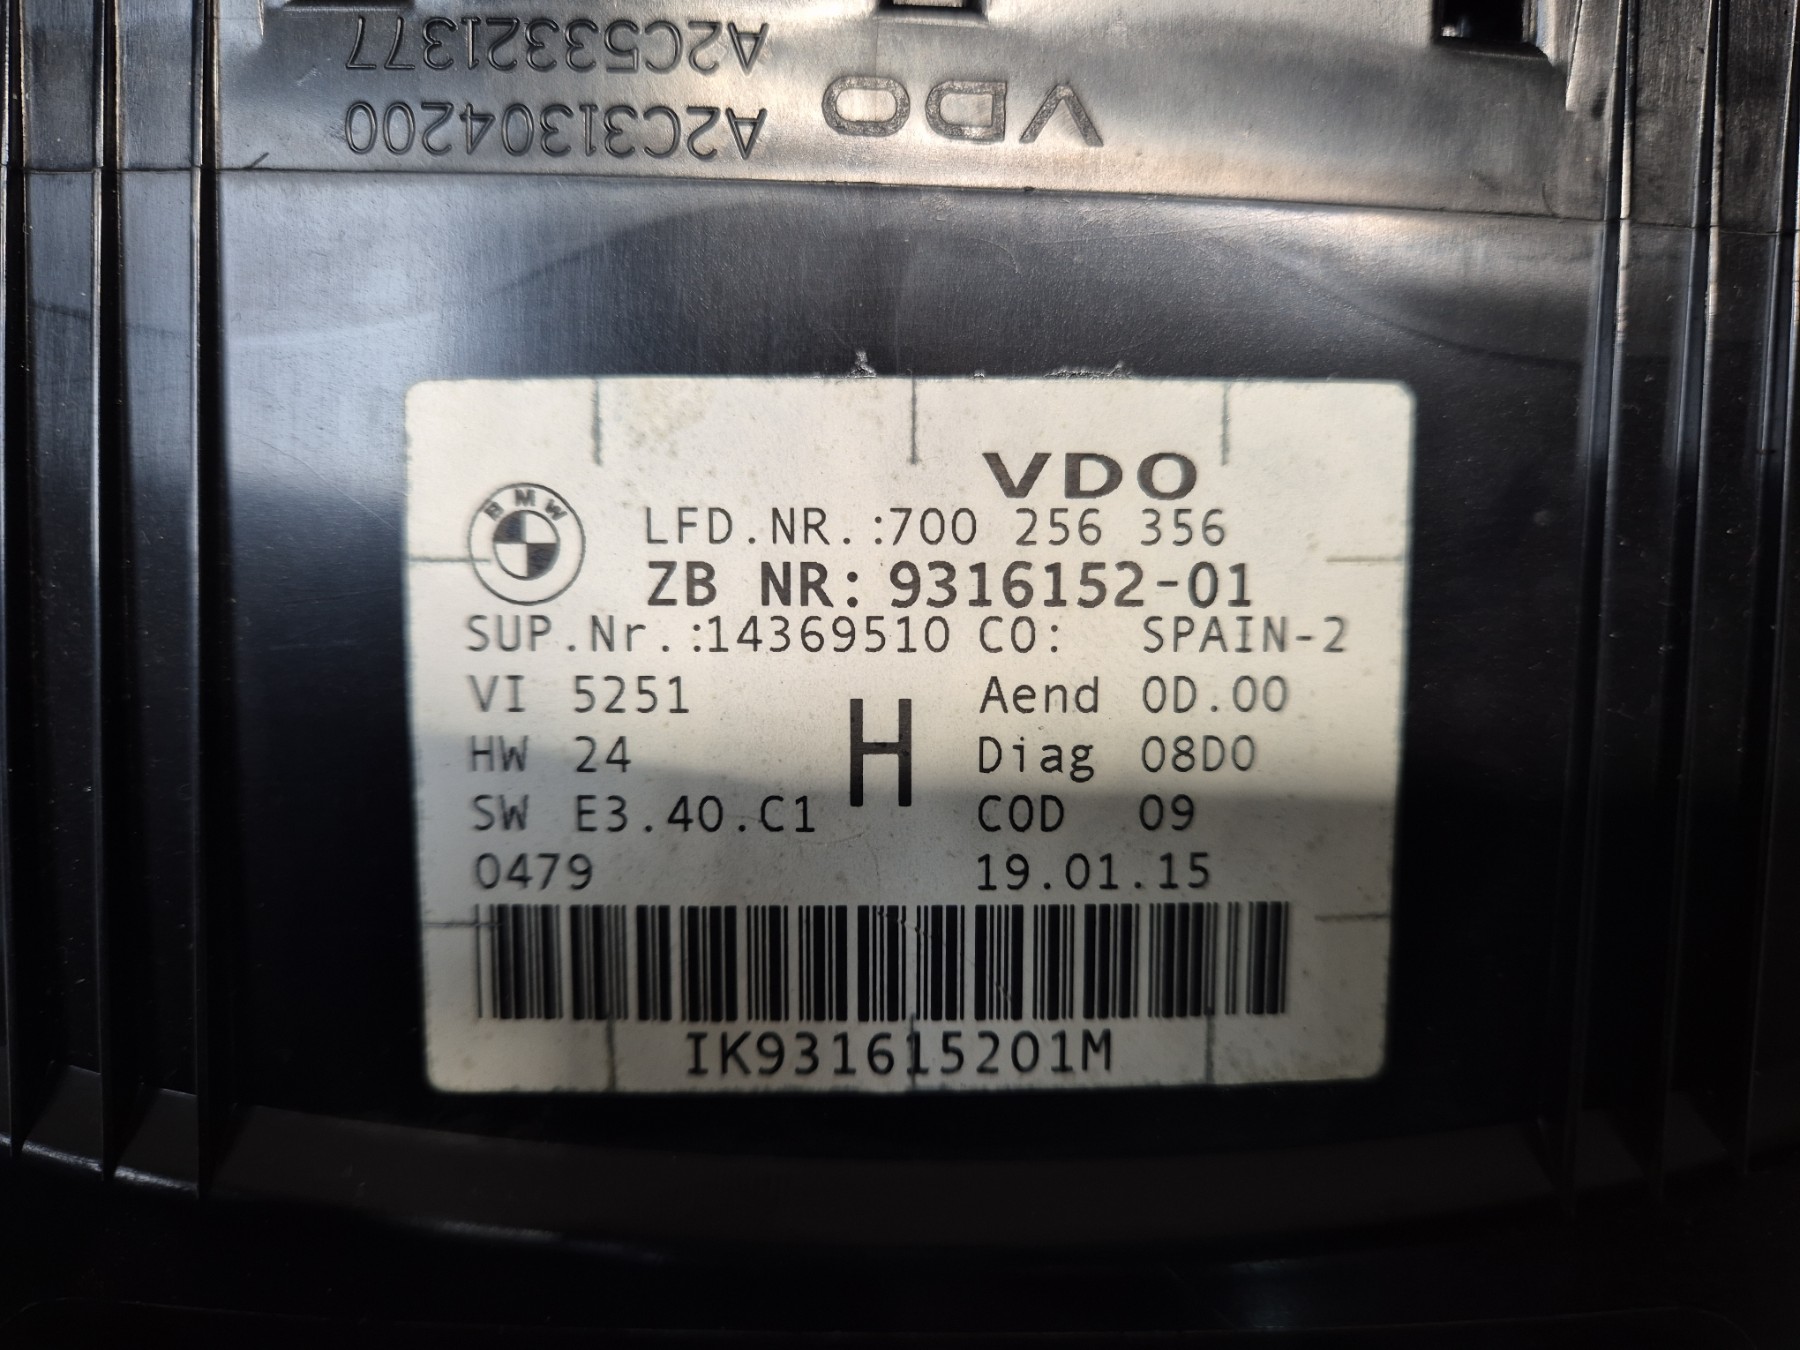 A2C53321377
A2C31304200
VDO
VDO
BMW
LFD.NR.:700 256 356
ZB NR: 9316152-01
SUP.Nr.:14369510 CO: SPAIN-2
VI 5251 Aend 0D.00
H
HW 24 Diag 08D0
SW E3.40.C1 COD 09
0479 19.01.15
IK931615201M